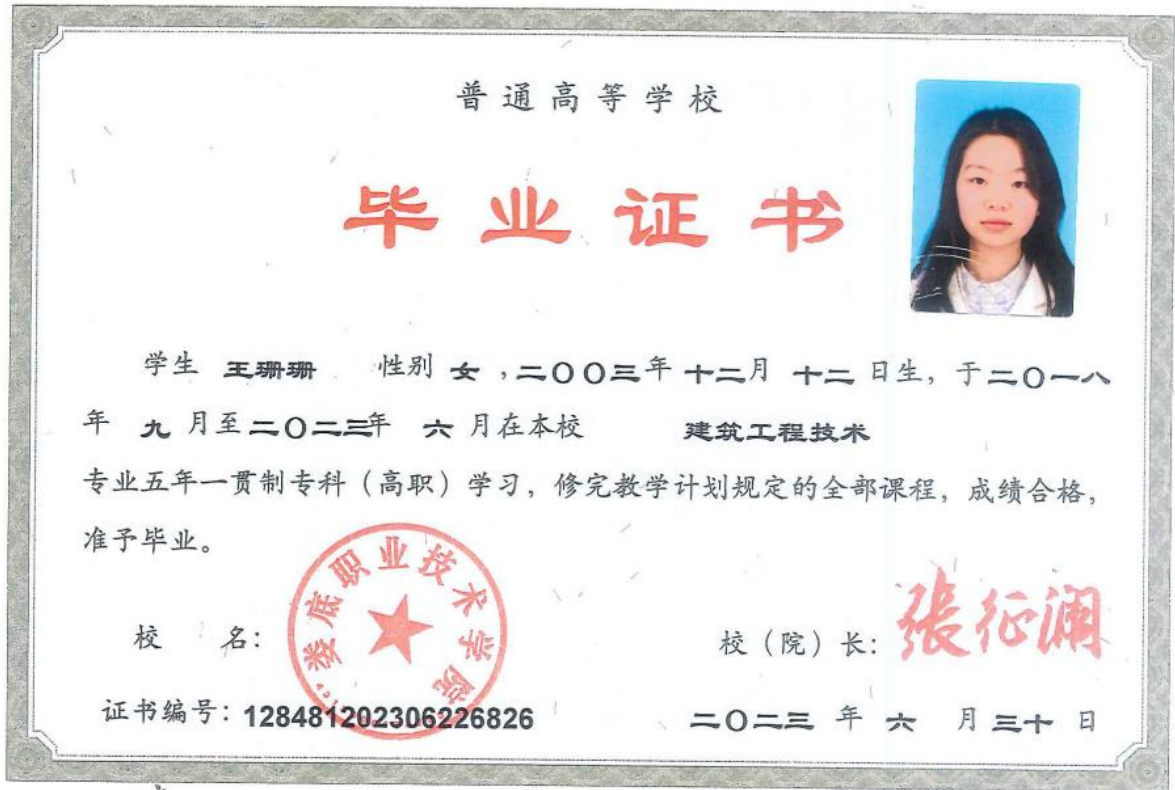 普通高等学校
毕业证书
学生 王珊珊 性别 女 ,二〇〇三年 十二月 十二 日生, 于二〇一八
年 九 月至二〇二三年 六 月在本校 建筑工程技术
专业五年一贯制专科（高职）学习, 修完教学计划规定的全部课程, 成绩合格,
准予毕业。
娄底职业技术学院
校 名:
校（院）长: 张征澜
证书编号: 128481202306226826
二〇二三 年 六 月 三十 日